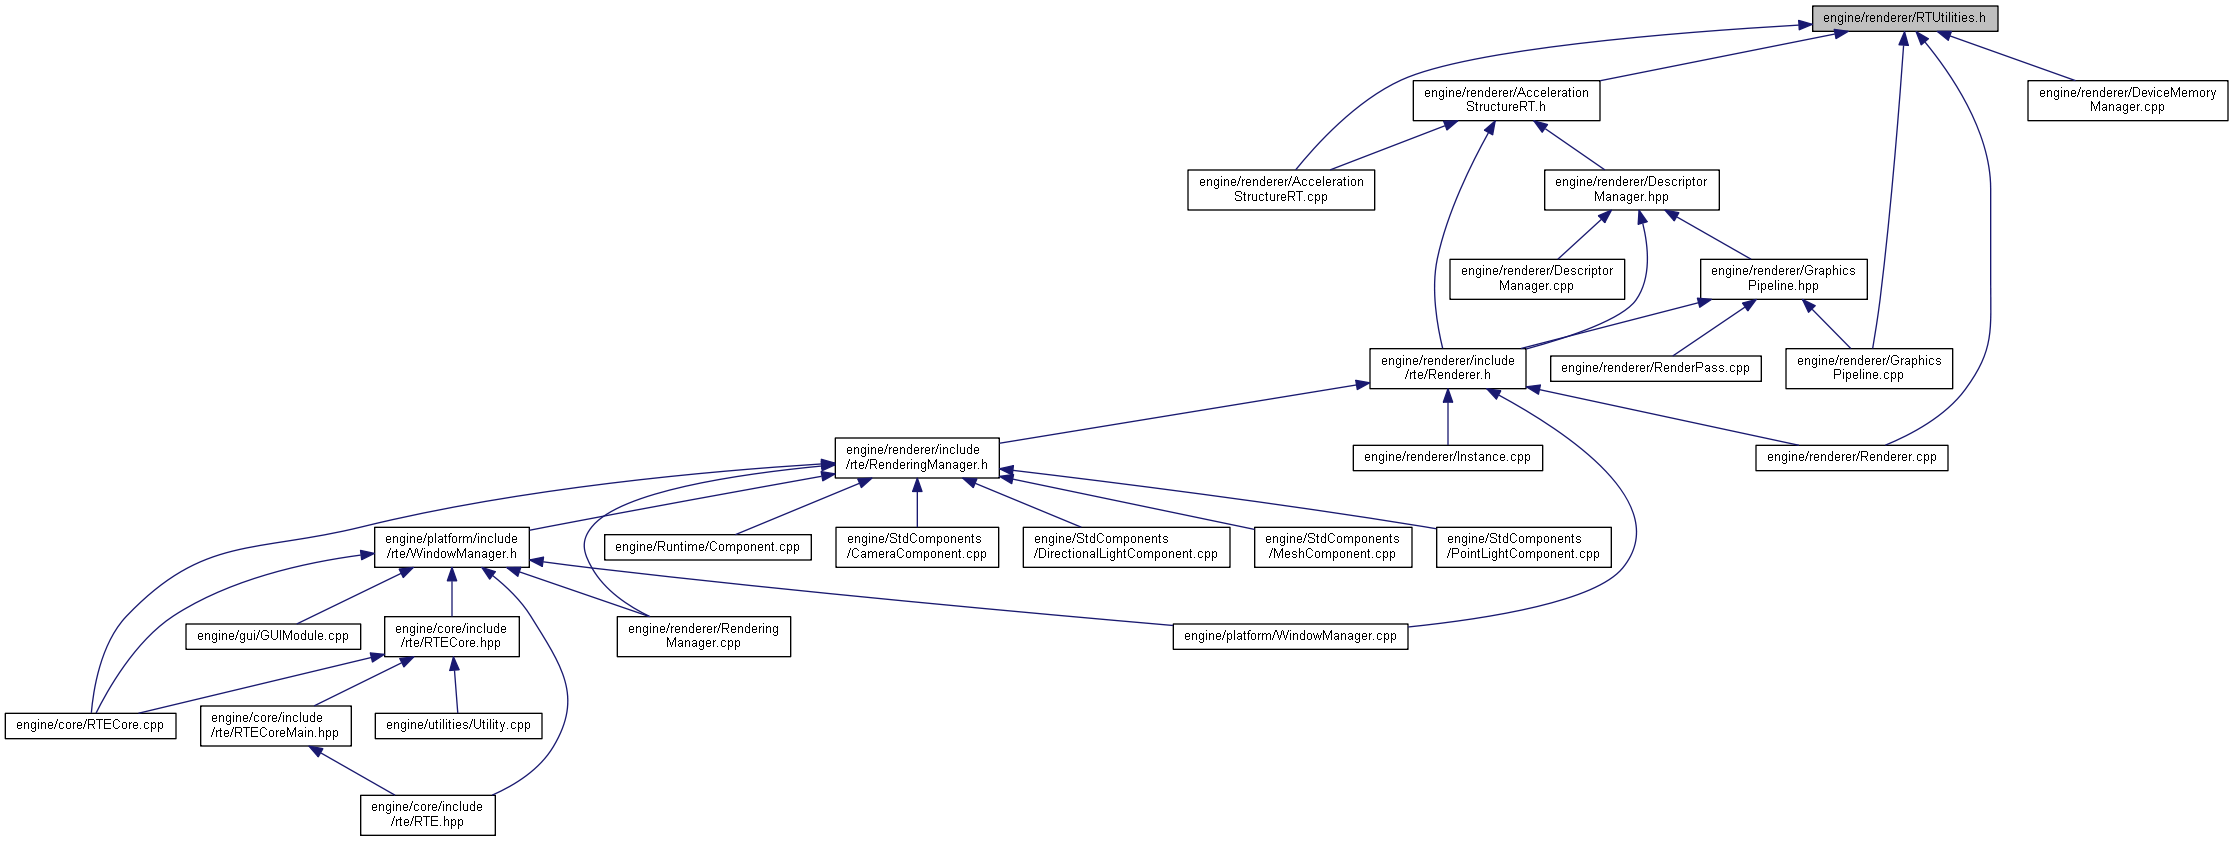 engine/renderer/RTUtilities.h
engine/renderer/Acceleration
StructureRT.h
engine/renderer/DeviceMemory
Manager.cpp
engine/renderer/Acceleration
StructureRT.cpp
engine/renderer/Descriptor
Manager.hpp
engine/renderer/Descriptor
Manager.cpp
engine/renderer/Graphics
Pipeline.hpp
engine/renderer/include
/rte/Renderer.h
engine/renderer/RenderPass.cpp
engine/renderer/Graphics
Pipeline.cpp
engine/renderer/include
/rte/RenderingManager.h
engine/renderer/Instance.cpp
engine/renderer/Renderer.cpp
engine/platform/include
/rte/WindowManager.h
engine/Runtime/Component.cpp
engine/StdComponents
/CameraComponent.cpp
engine/StdComponents
/DirectionalLightComponent.cpp
engine/StdComponents
/MeshComponent.cpp
engine/StdComponents
/PointLightComponent.cpp
engine/gui/GUIModule.cpp
engine/core/include
/rte/RTECore.hpp
engine/renderer/Rendering
Manager.cpp
engine/platform/WindowManager.cpp
engine/core/RTECore.cpp
engine/core/include
/rte/RTECoreMain.hpp
engine/utilities/Utility.cpp
engine/core/include
/rte/RTE.hpp